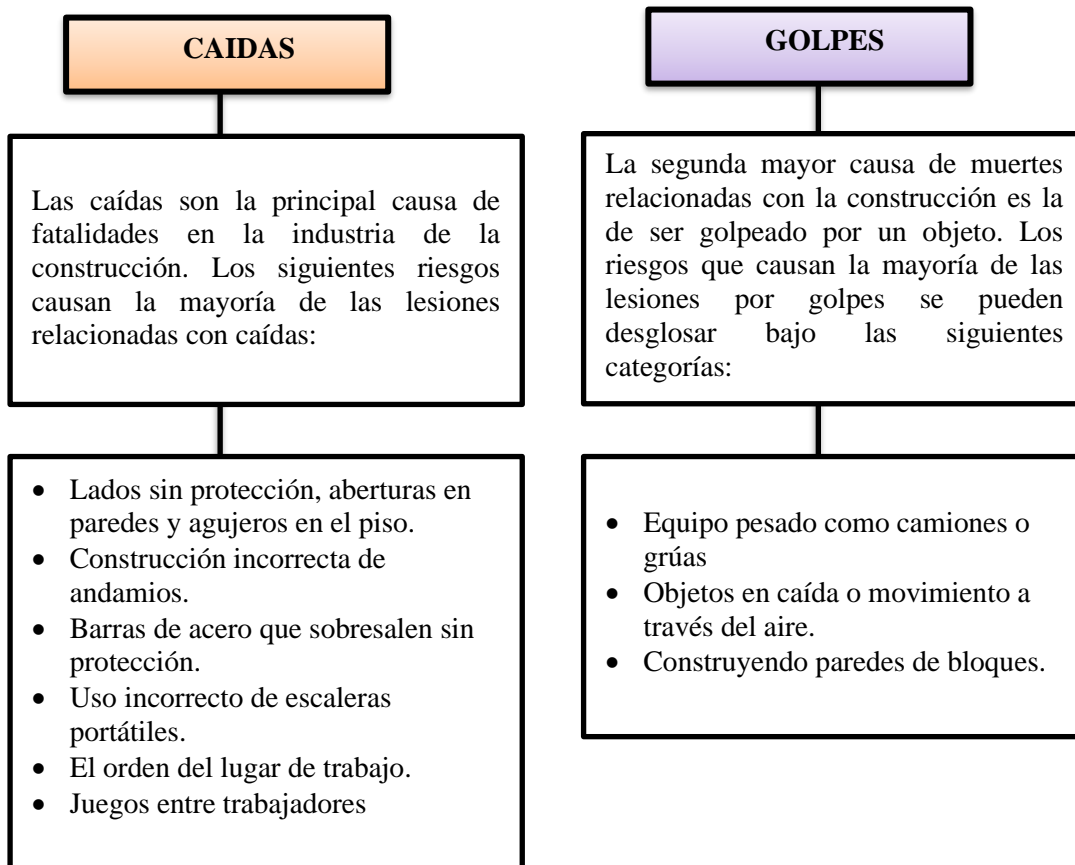 CAIDAS
Las caídas son la principal causa de
fatalidades en la industria de la
construcción. Los siguientes riesgos
causan la mayoría de las lesiones
relacionadas con caídas:
• Lados sin protección, aberturas en
paredes y agujeros en el piso.
• Construcción incorrecta de
andamios.
• Barras de acero que sobresalen sin
protección.
• Uso incorrecto de escaleras
portátiles.
• El orden del lugar de trabajo.
• Juegos entre trabajadores
GOLPES
La segunda mayor causa de muertes
relacionadas con la construcción es la
de ser golpeado por un objeto. Los
riesgos que causan la mayoría de las
lesiones por golpes se pueden
desglosar bajo las siguientes
categorías:
• Equipo pesado como camiones o
grúas
• Objetos en caída o movimiento a
través del aire.
• Construyendo paredes de bloques.